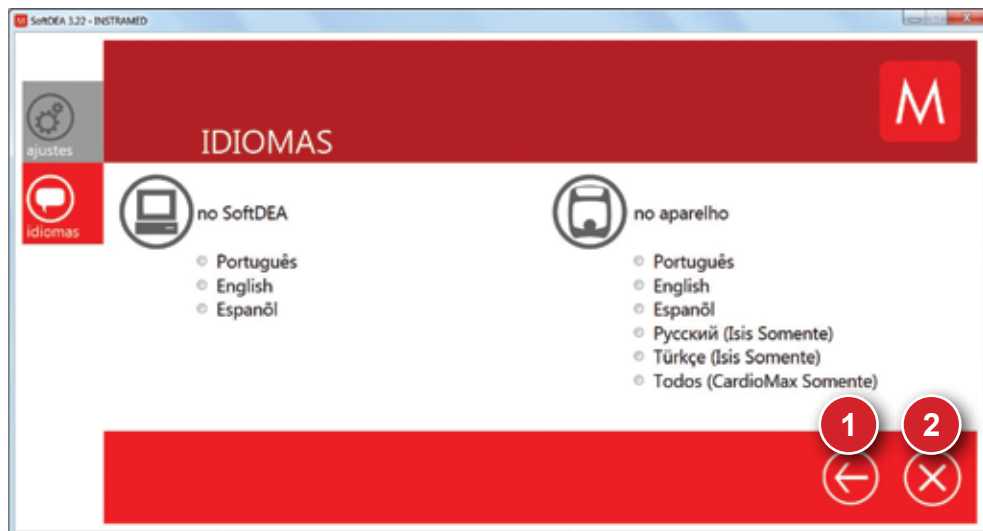 SoftDEA 3.22 - INSTRAMED
M
IDIOMAS
ajustes
idiomas
no SoftDEA
Português
English
Espanõl
no aparelho
Português
English
Espanõl
Русский (Isis Somente)
Türkçe (Isis Somente)
Todos (CardioMax Somente)
1
2